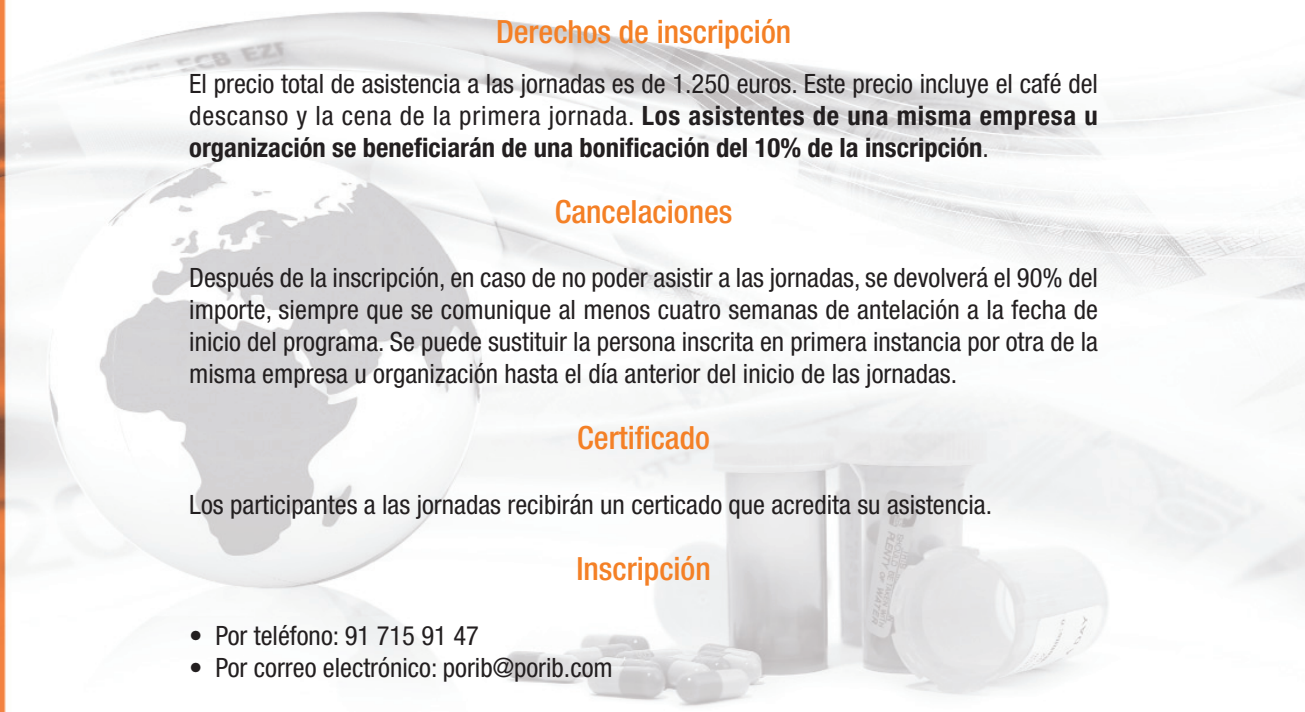 Derechos de inscripción
El precio total de asistencia a las jornadas es de 1.250 euros. Este precio incluye el café del
descanso y la cena de la primera jornada. Los asistentes de una misma empresa u
organización se beneficiarán de una bonificación del 10% de la inscripción.
Cancelaciones
Después de la inscripción, en caso de no poder asistir a las jornadas, se devolverá el 90% del
importe, siempre que se comunique al menos cuatro semanas de antelación a la fecha de
inicio del programa. Se puede sustituir la persona inscrita en primera instancia por otra de la
misma empresa u organización hasta el día anterior del inicio de las jornadas.
Certificado
Los participantes a las jornadas recibirán un certicado que acredita su asistencia.
Inscripción
• Por teléfono: 91 715 91 47
• Por correo electrónico: porib@porib.com
ECB EZB
PLENTY OF
WATER
DAY